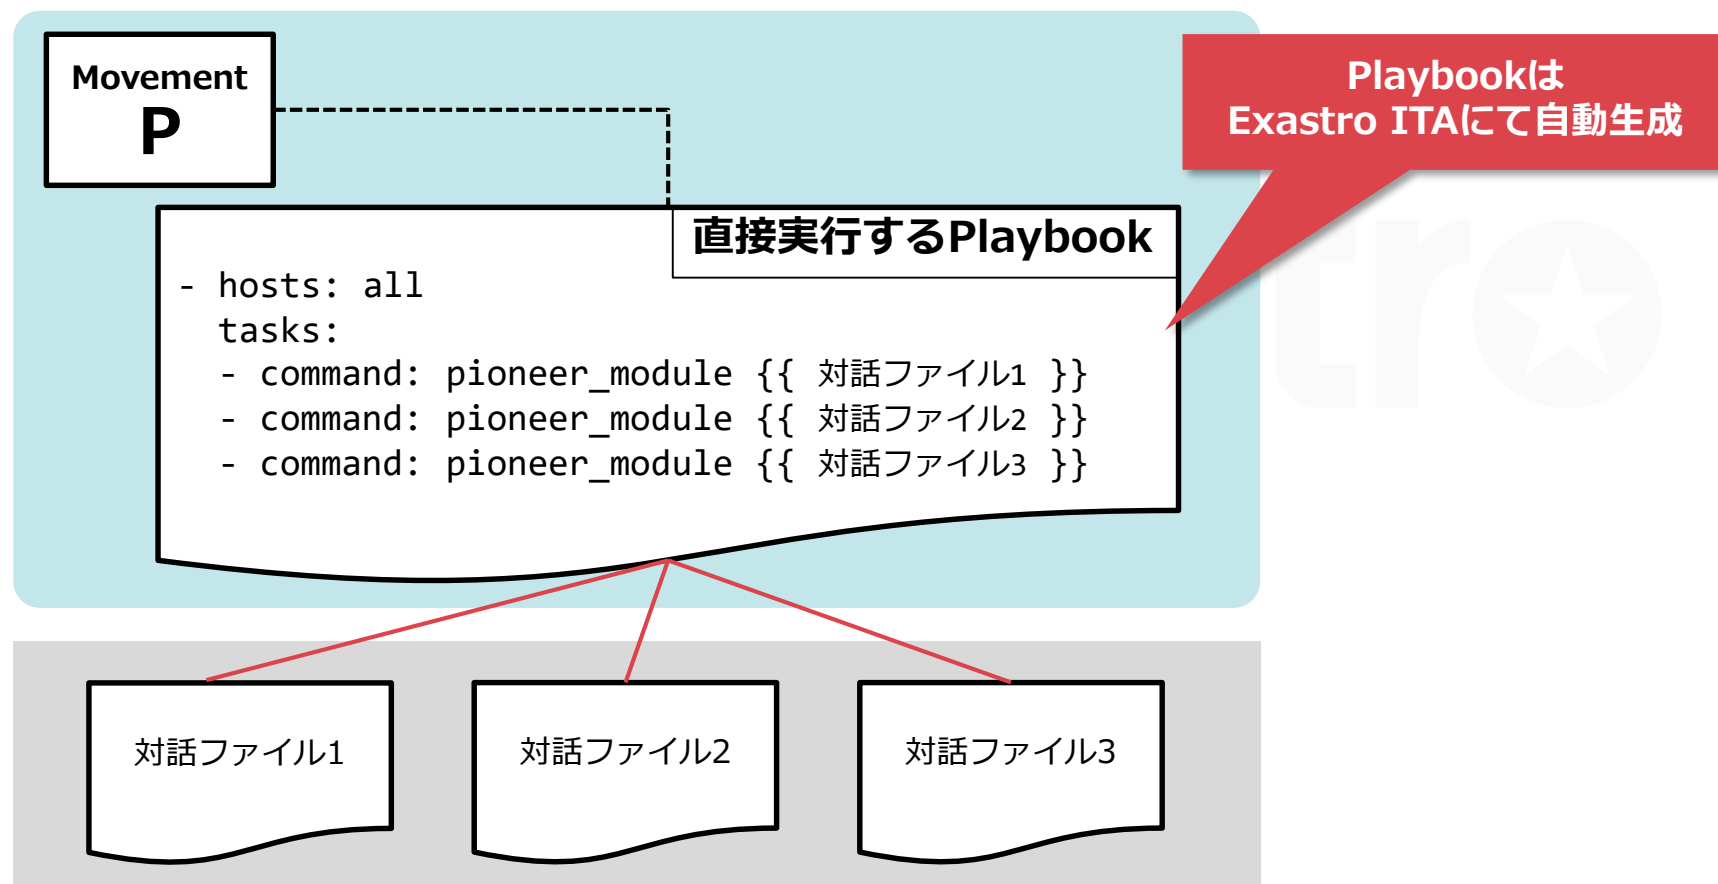 Movement
P
Playbookは
Exastro ITAにて自動生成
直接実行するPlaybook
- hosts: all
  tasks:
  - command: pioneer_module {{ 対話ファイル1 }}
  - command: pioneer_module {{ 対話ファイル2 }}
  - command: pioneer_module {{ 対話ファイル3 }}
tr
対話ファイル1
対話ファイル2
対話ファイル3